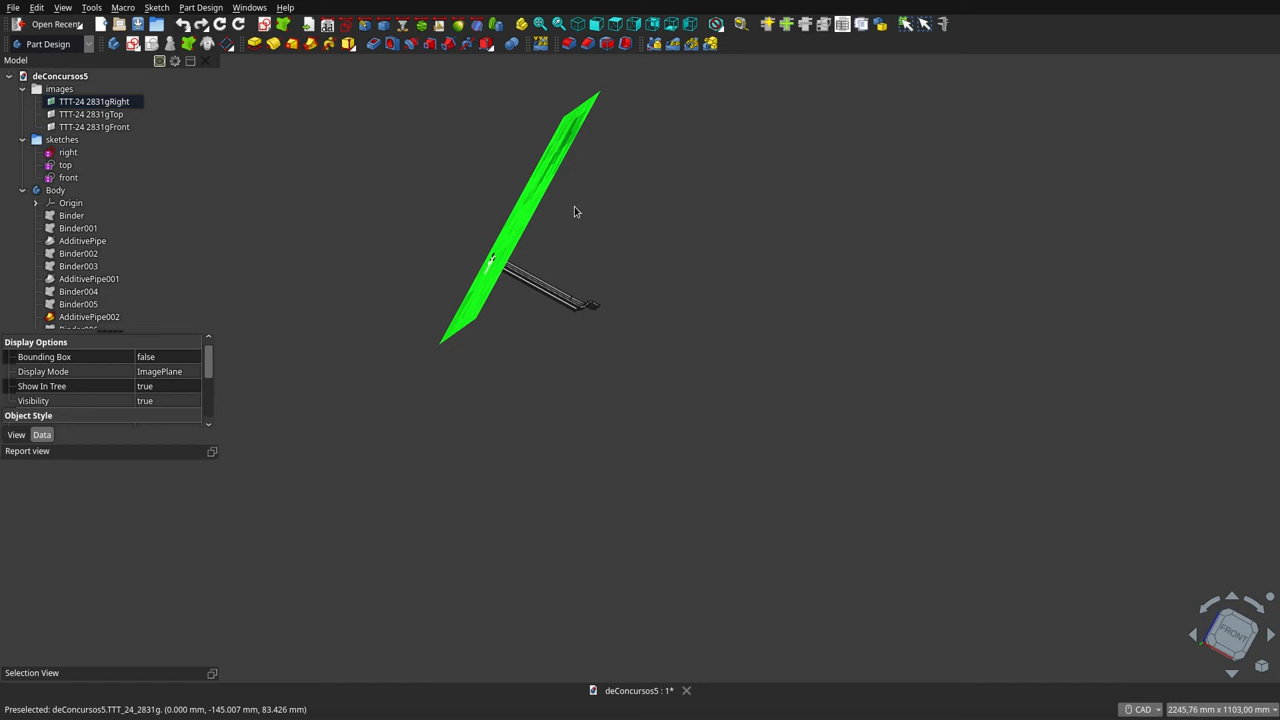 File Edit View Tools Macro Sketch Part Design Windows Help
Open Recent
Part Design
Model
deConcursos5
images
TTT-24 2831gRight
TTT-24 2831gTop
TTT-24 2831gFront
sketches
right
top
front
Body
Origin
Binder
Binder001
AdditivePipe
Binder002
Binder003
AdditivePipe001
Binder004
Binder005
AdditivePipe002
Display Options
Bounding Box false
Display Mode ImagePlane
Show In Tree true
Visibility true
Object Style
View Data
Report view
FRONT
Selection View
deConcursos5 : 1*
Preselected: deConcursos5.TTT_24_2831g. (0.000 mm, -145.007 mm, 83.426 mm)
CAD
2245,76 mm x 1103,00 mm